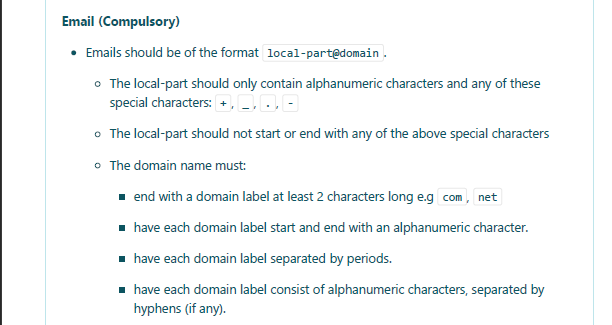 Email (Compulsory)
Emails should be of the format local-part@domain .
The local-part should only contain alphanumeric characters and any of these
special characters: + , _ , . , -
The local-part should not start or end with any of the above special characters
The domain name must:
end with a domain label at least 2 characters long e.g com , net
have each domain label start and end with an alphanumeric character.
have each domain label separated by periods.
have each domain label consist of alphanumeric characters, separated by
hyphens (if any).